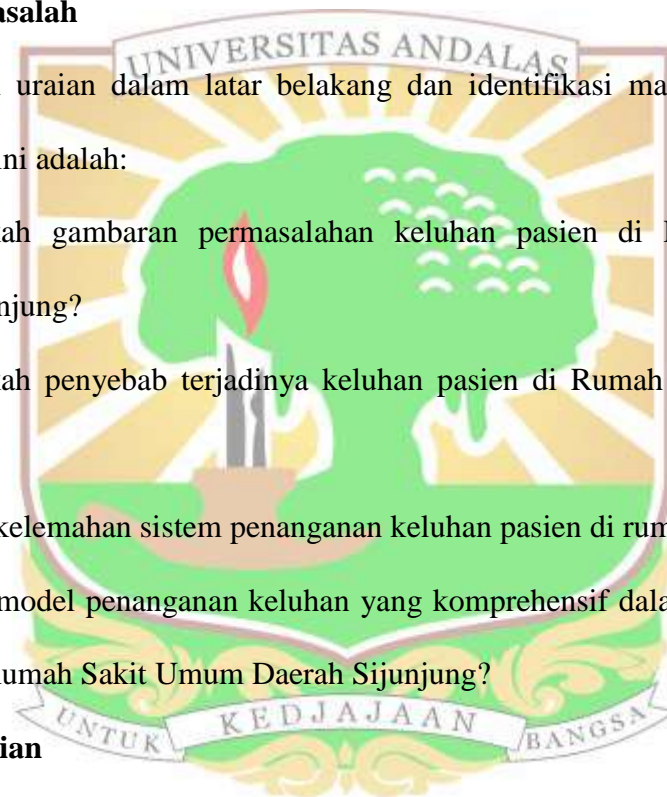 asalah
UNIVERSITAS ANDALAS
uraian dalam latar belakang dan identifikasi ma
ini adalah:
ah gambaran permasalahan keluhan pasien di
njung?
ah penyebab terjadinya keluhan pasien di Rumah
kelemahan sistem penanganan keluhan pasien di rum
model penanganan keluhan yang komprehensif dala
umah Sakit Umum Daerah Sijunjung?
UNTUK KEDJAJAAN BANGSA
ian